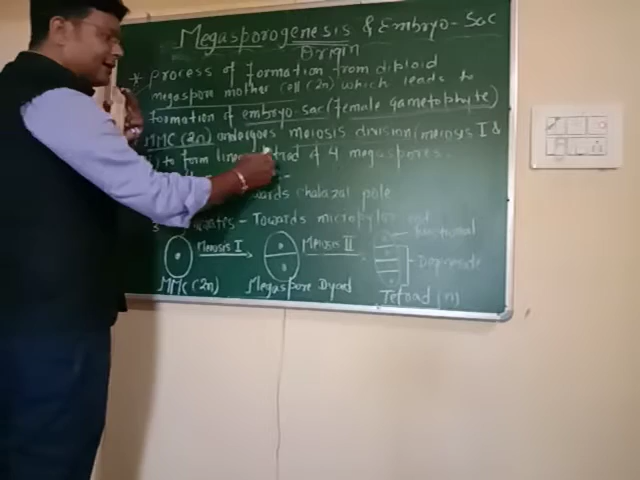 Megasporogenesis & Embryo-Sac
Origin
* Process of Formation from diploid
megaspore mother cell (2n) which leads to
formation of embryo-sac (female gametophyte)
MMC (2n) undergoes meiosis division (meiosis I &
to form linear tetrad of 4 megaspores.
towards chalazal pole
- Towards micropylar end
Meiosis I
Meiosis II
Functional
Degenerate
MMC (2n)
Megaspore Dyad
Tetrad (n)